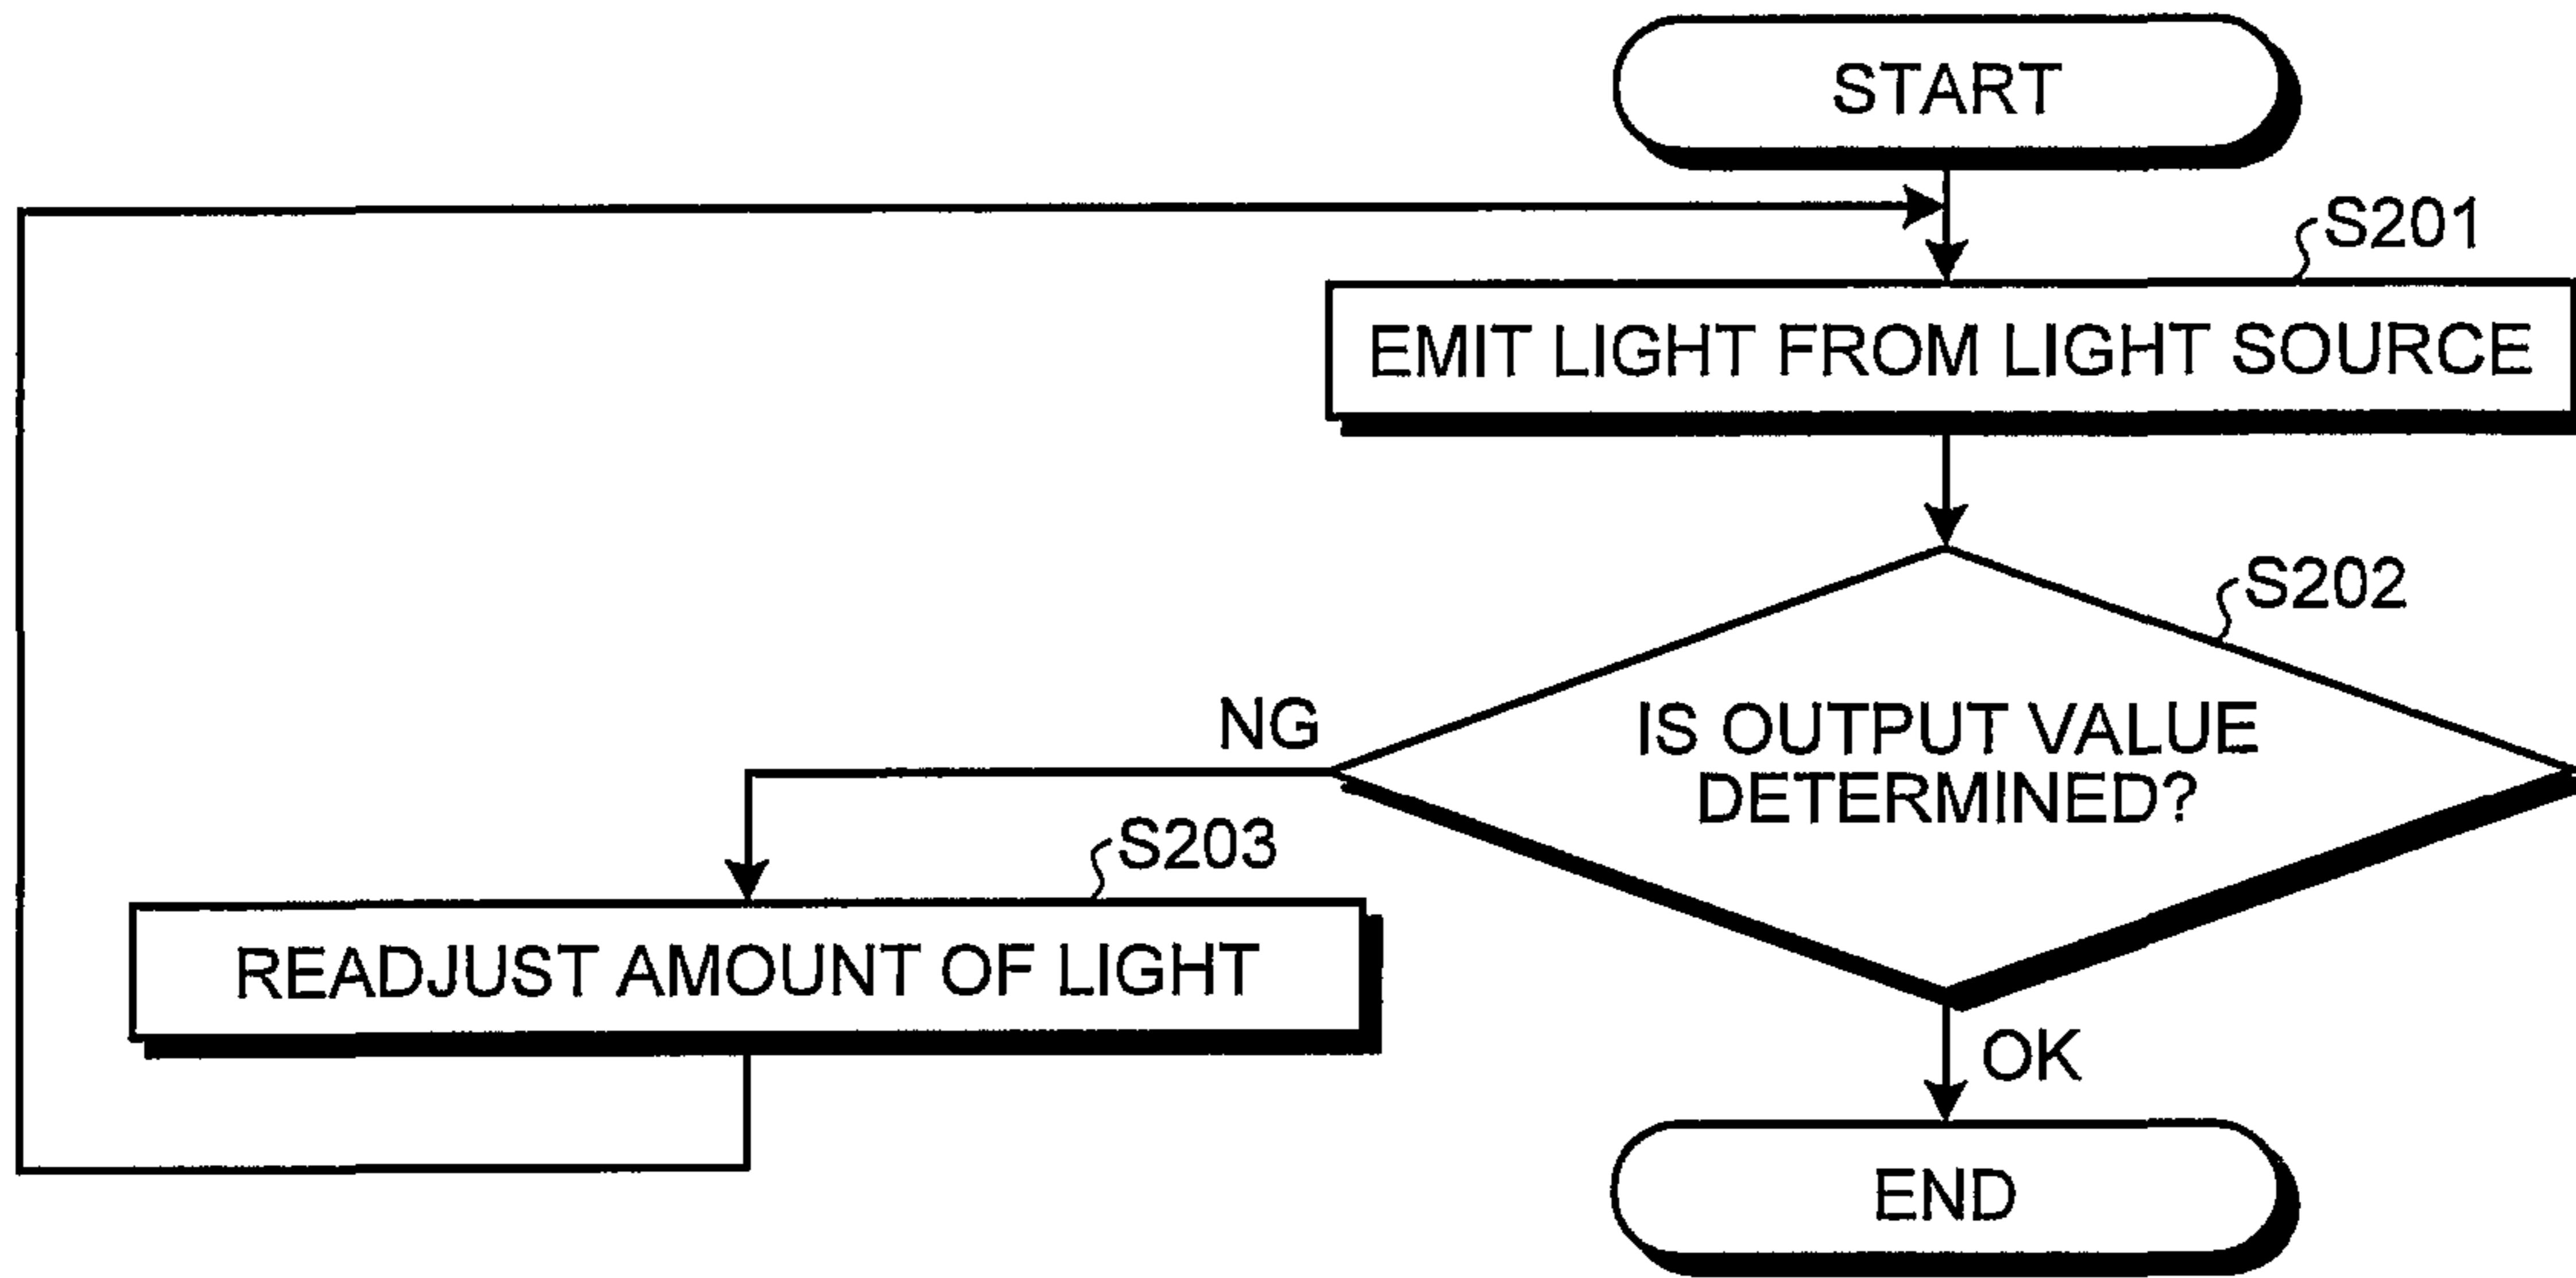 START
S201
EMIT LIGHT FROM LIGHT SOURCE
S202
IS OUTPUT VALUE
DETERMINED?
NG
S203
READJUST AMOUNT OF LIGHT
OK
END